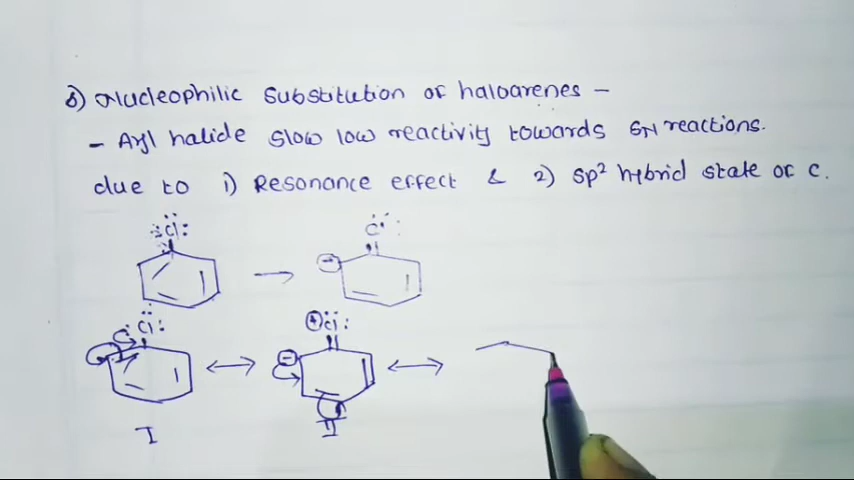 8) Nucleophilic substitution of haloarenes –
- Aryl halide slow low reactivity towards SN reactions.
due to 1) Resonance effect & 2) sp² hybrid state of C.
Cl Cl
Cl Cl
I II